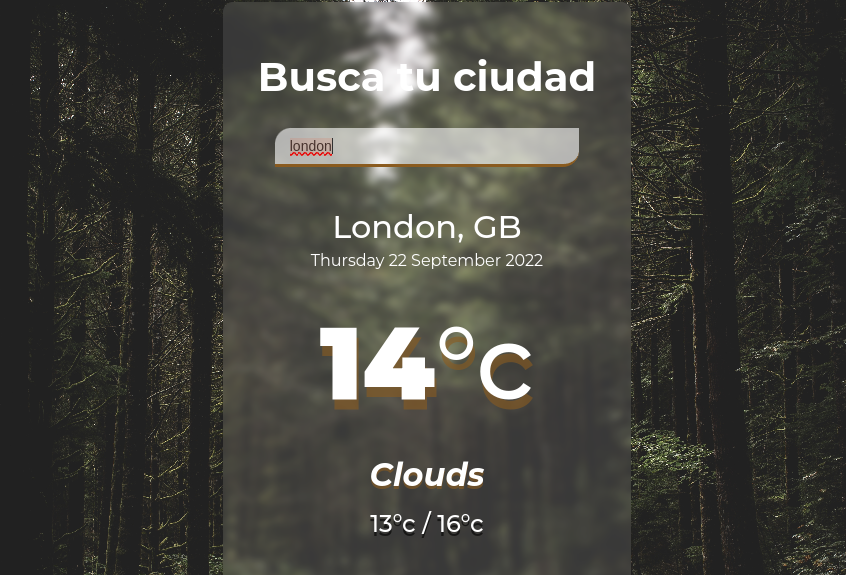 Busca tu ciudad
london
London, GB
Thursday 22 September 2022
14°c
Clouds
13°c / 16°c